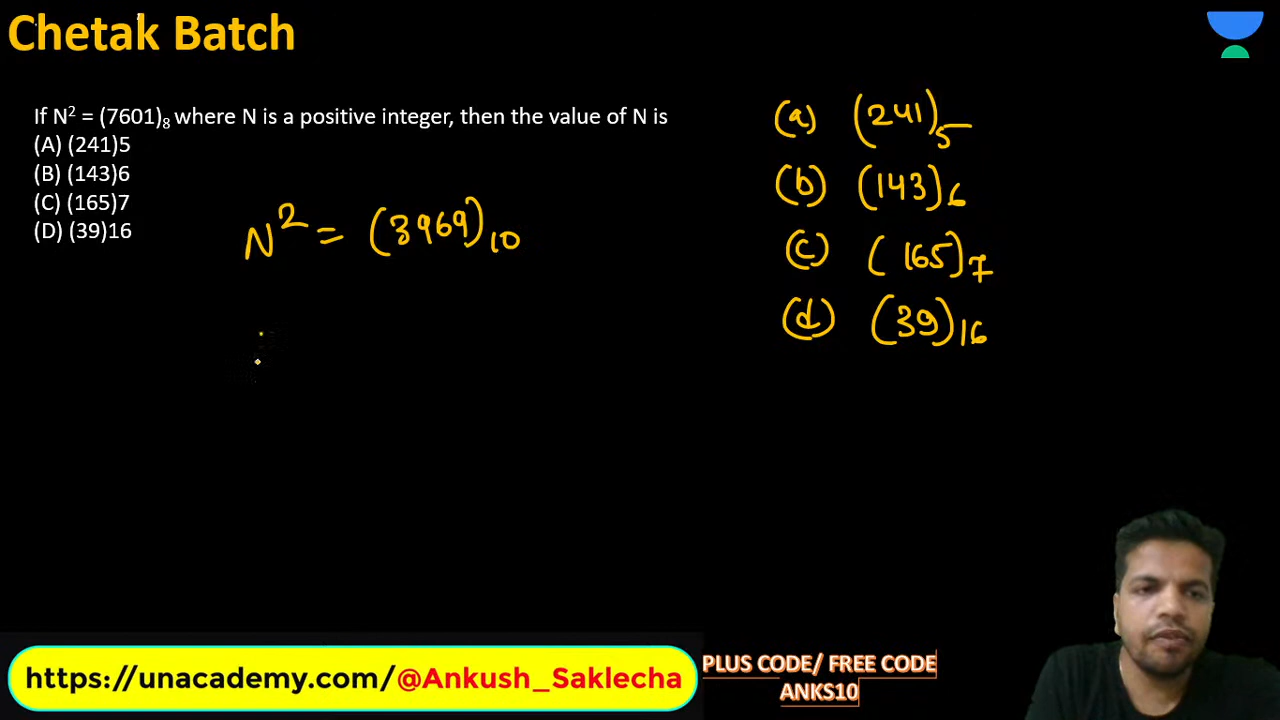 Chetak Batch
If N² = (7601)₈ where N is a positive integer, then the value of N is
(A) (241)5
(B) (143)6
(C) (165)7
(D) (39)16
N² = (3969)₁₀
(a) (241)₅
(b) (143)₆
(c) (165)₇
(d) (39)₁₆
https://unacademy.com/@Ankush_Saklecha
PLUS CODE/ FREE CODE
ANKS10